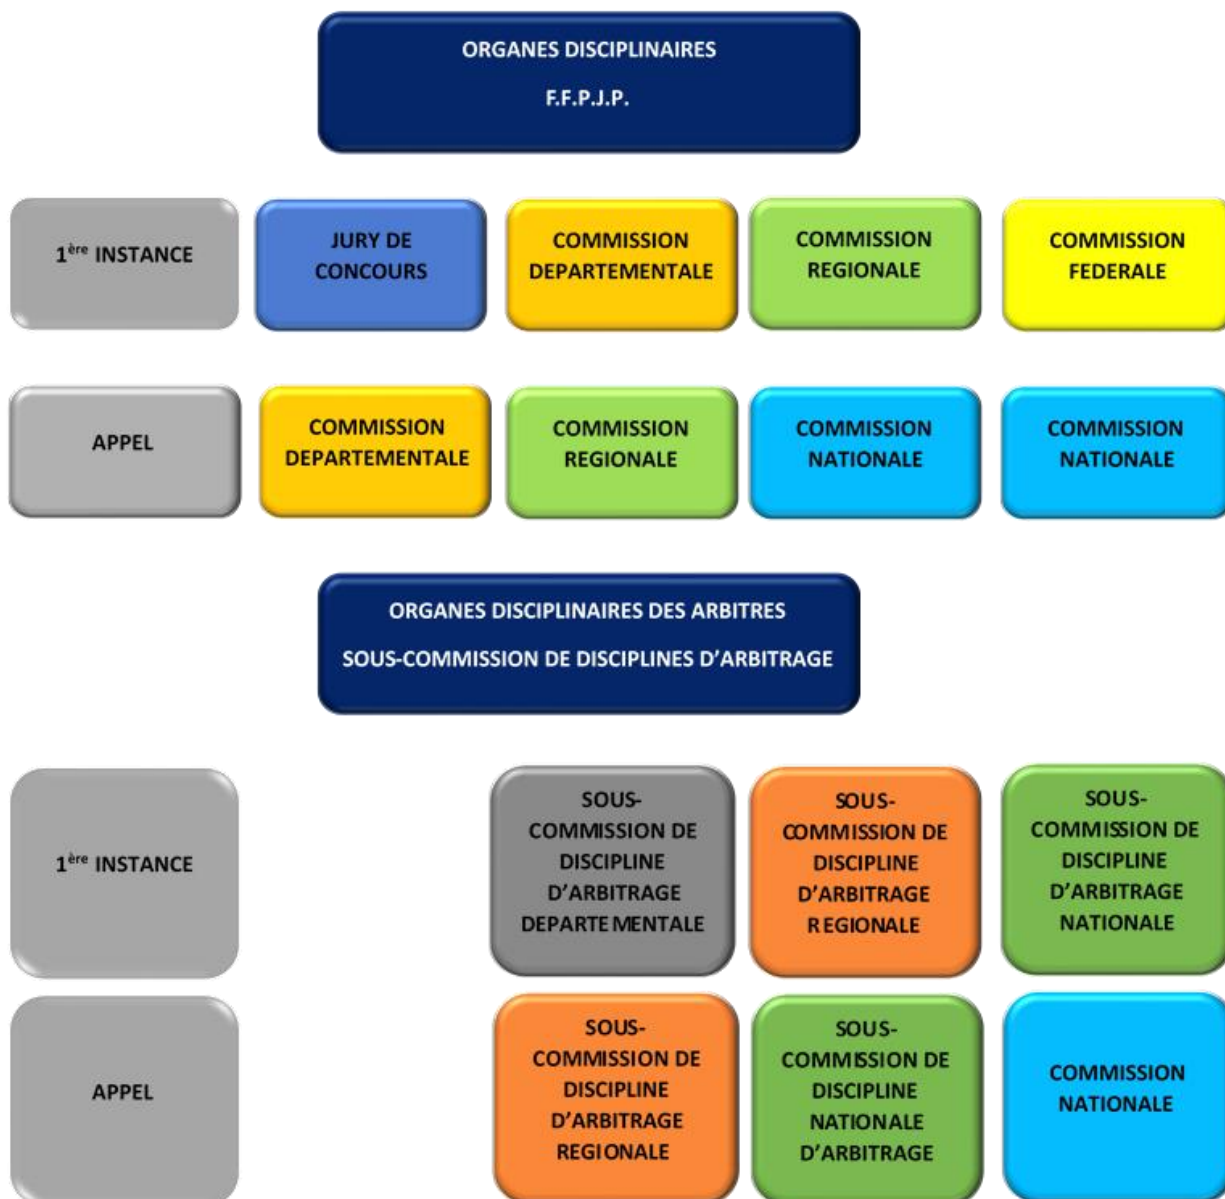 ORGANES DISCIPLINAIRES
F.F.P.J.P.
1ère INSTANCE
JURY DE
CONCOURS
COMMISSION
DEPARTEMENTALE
COMMISSION
REGIONALE
COMMISSION
FEDERALE
APPEL
COMMISSION
DEPARTEMENTALE
COMMISSION
REGIONALE
COMMISSION
NATIONALE
COMMISSION
NATIONALE
ORGANES DISCIPLINAIRES DES ARBITRES
SOUS-COMMISSION DE DISCIPLINES D’ARBITRAGE
1ère INSTANCE
SOUS-
COMMISSION DE
DISCIPLINE
D’ARBITRAGE
DEPARTEMENTALE
SOUS-
COMMISSION DE
DISCIPLINE
D’ARBITRAGE
REGIONALE
SOUS-
COMMISSION DE
DISCIPLINE
D’ARBITRAGE
NATIONALE
APPEL
SOUS-
COMMISSION DE
DISCIPLINE
D’ARBITRAGE
REGIONALE
SOUS-
COMMISSION DE
DISCIPLINE
NATIONALE
D’ARBITRAGE
COMMISSION
NATIONALE